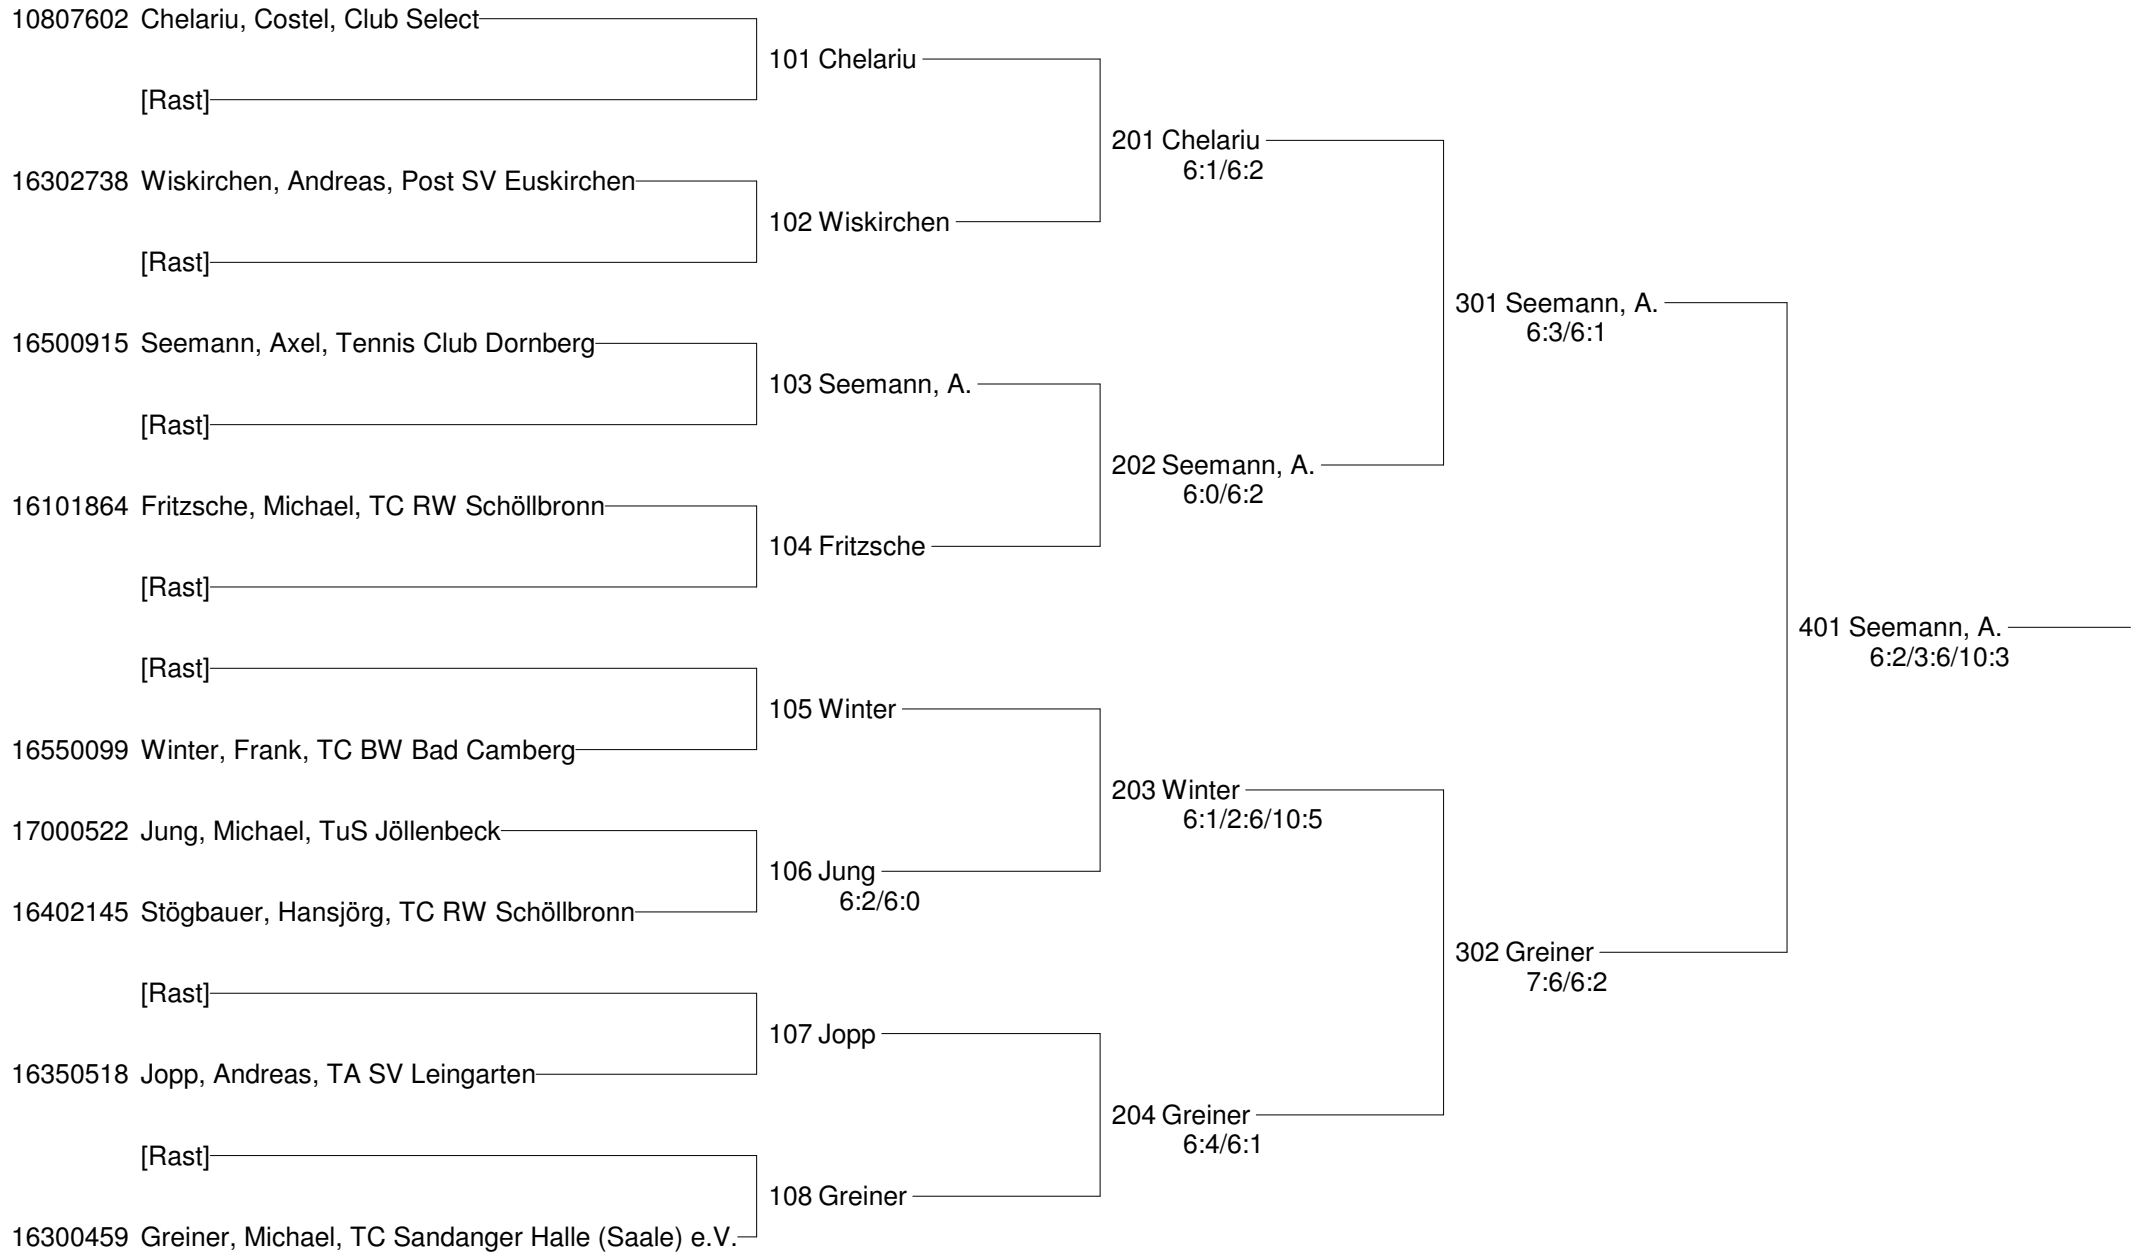 10807602 Chelariu, Costel, Club Select
101 Chelariu
[Rast]
201 Chelariu
6:1/6:2
16302738 Wiskirchen, Andreas, Post SV Euskirchen
102 Wiskirchen
[Rast]
301 Seemann, A.
6:3/6:1
16500915 Seemann, Axel, Tennis Club Dornberg
103 Seemann, A.
[Rast]
202 Seemann, A.
6:0/6:2
16101864 Fritzsche, Michael, TC RW Schöllbronn
104 Fritzsche
[Rast]
401 Seemann, A.
6:2/3:6/10:3
[Rast]
105 Winter
16550099 Winter, Frank, TC BW Bad Camberg
203 Winter
6:1/2:6/10:5
17000522 Jung, Michael, TuS Jöllenbeck
106 Jung
6:2/6:0
16402145 Stögbauer, Hansjörg, TC RW Schöllbronn
302 Greiner
7:6/6:2
[Rast]
107 Jopp
16350518 Jopp, Andreas, TA SV Leingarten
204 Greiner
6:4/6:1
[Rast]
108 Greiner
16300459 Greiner, Michael, TC Sandanger Halle (Saale) e.V.